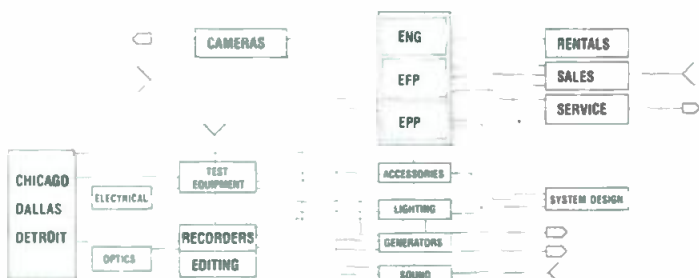 CAMERAS
ENG
EFP
EPP
RENTALS
SALES
SERVICE
CHICAGO
DALLAS
DETROIT
ELECTRICAL
OPTICS
TEST
EQUIPMENT
RECORDERS
EDITING
ACCESSORIES
LIGHTING
GENERATORS
SOUND
SYSTEM DESIGN